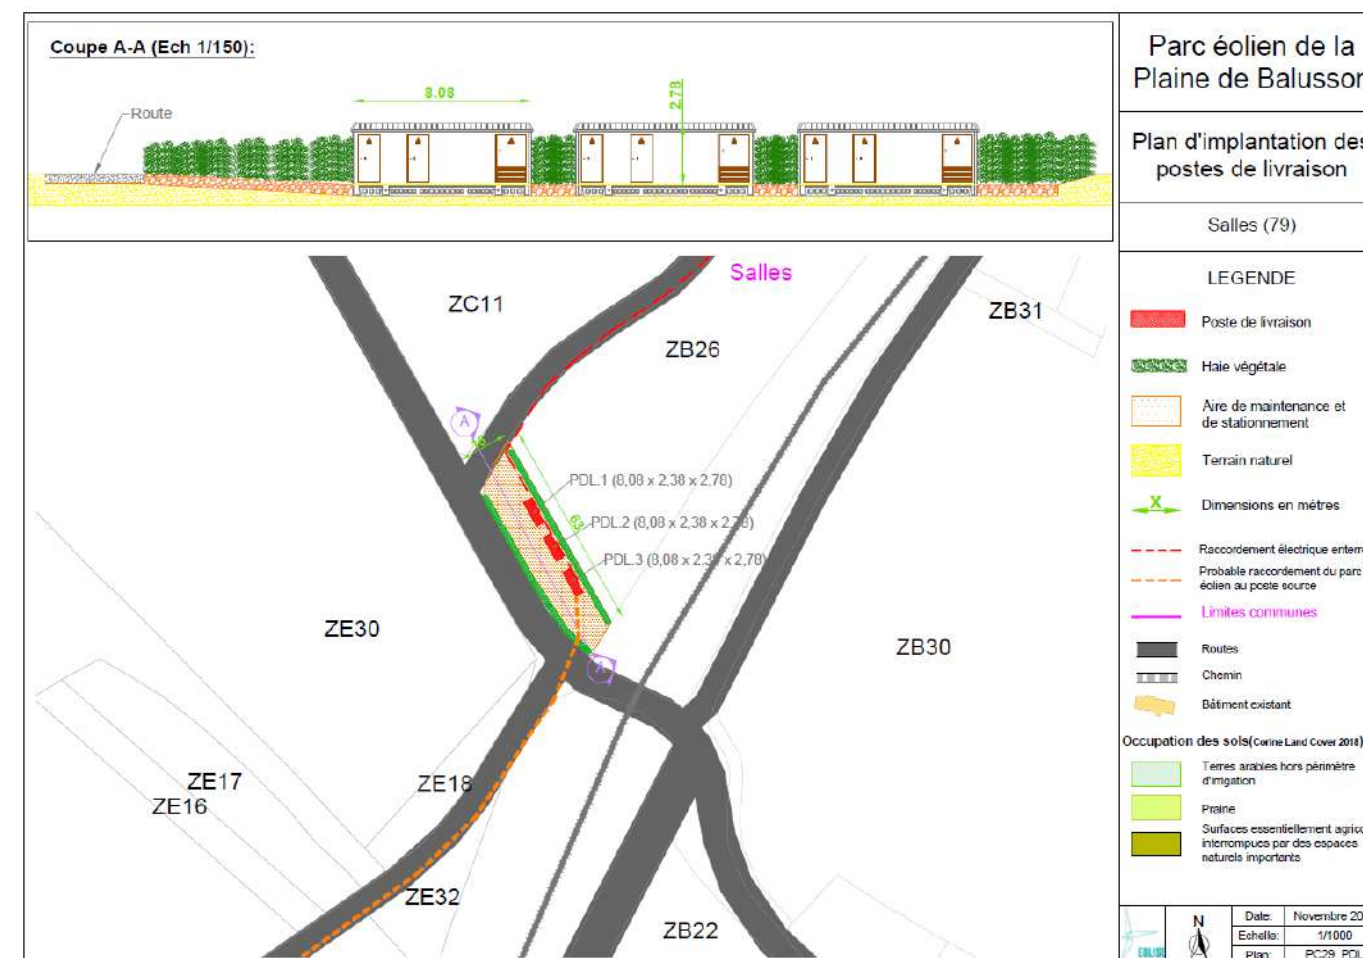 Coupe A-A (Ech 1/150):
8.08
2.78
Route
Parc éolien de la
Plaine de Balusson
Plan d'implantation des
postes de livraison
Salles (79)
LEGENDE
Poste de livraison
Haie végétale
Aire de maintenance et
de stationnement
Terrain naturel
X
Dimensions en mètres
Raccordement électrique enterr
Probable raccordement du parc
éolien au poste source
Limites communes
Routes
Chemin
Bâtiment existant
Occupation des sols(Corine Land Cover 2018)
Terres arables hors périmètre
d'irrigation
Prairie
Surfaces essentiellement agrico
interrompues par des espaces
naturels importants
N
Date: Novembre 20
Echelle: 1/1000
Plan: PC29_PDL
Salles
ZC11
ZB26
ZB31
A
PDL.1 (8,08 x 2,38 x 2,78)
PDL.2 (8,08 x 2,38 x 2,78)
63
PDL.3 (8,08 x 2,38 x 2,78)
ZE30
ZB30
A
ZE17
ZE18
ZE16
ZE32
ZB22